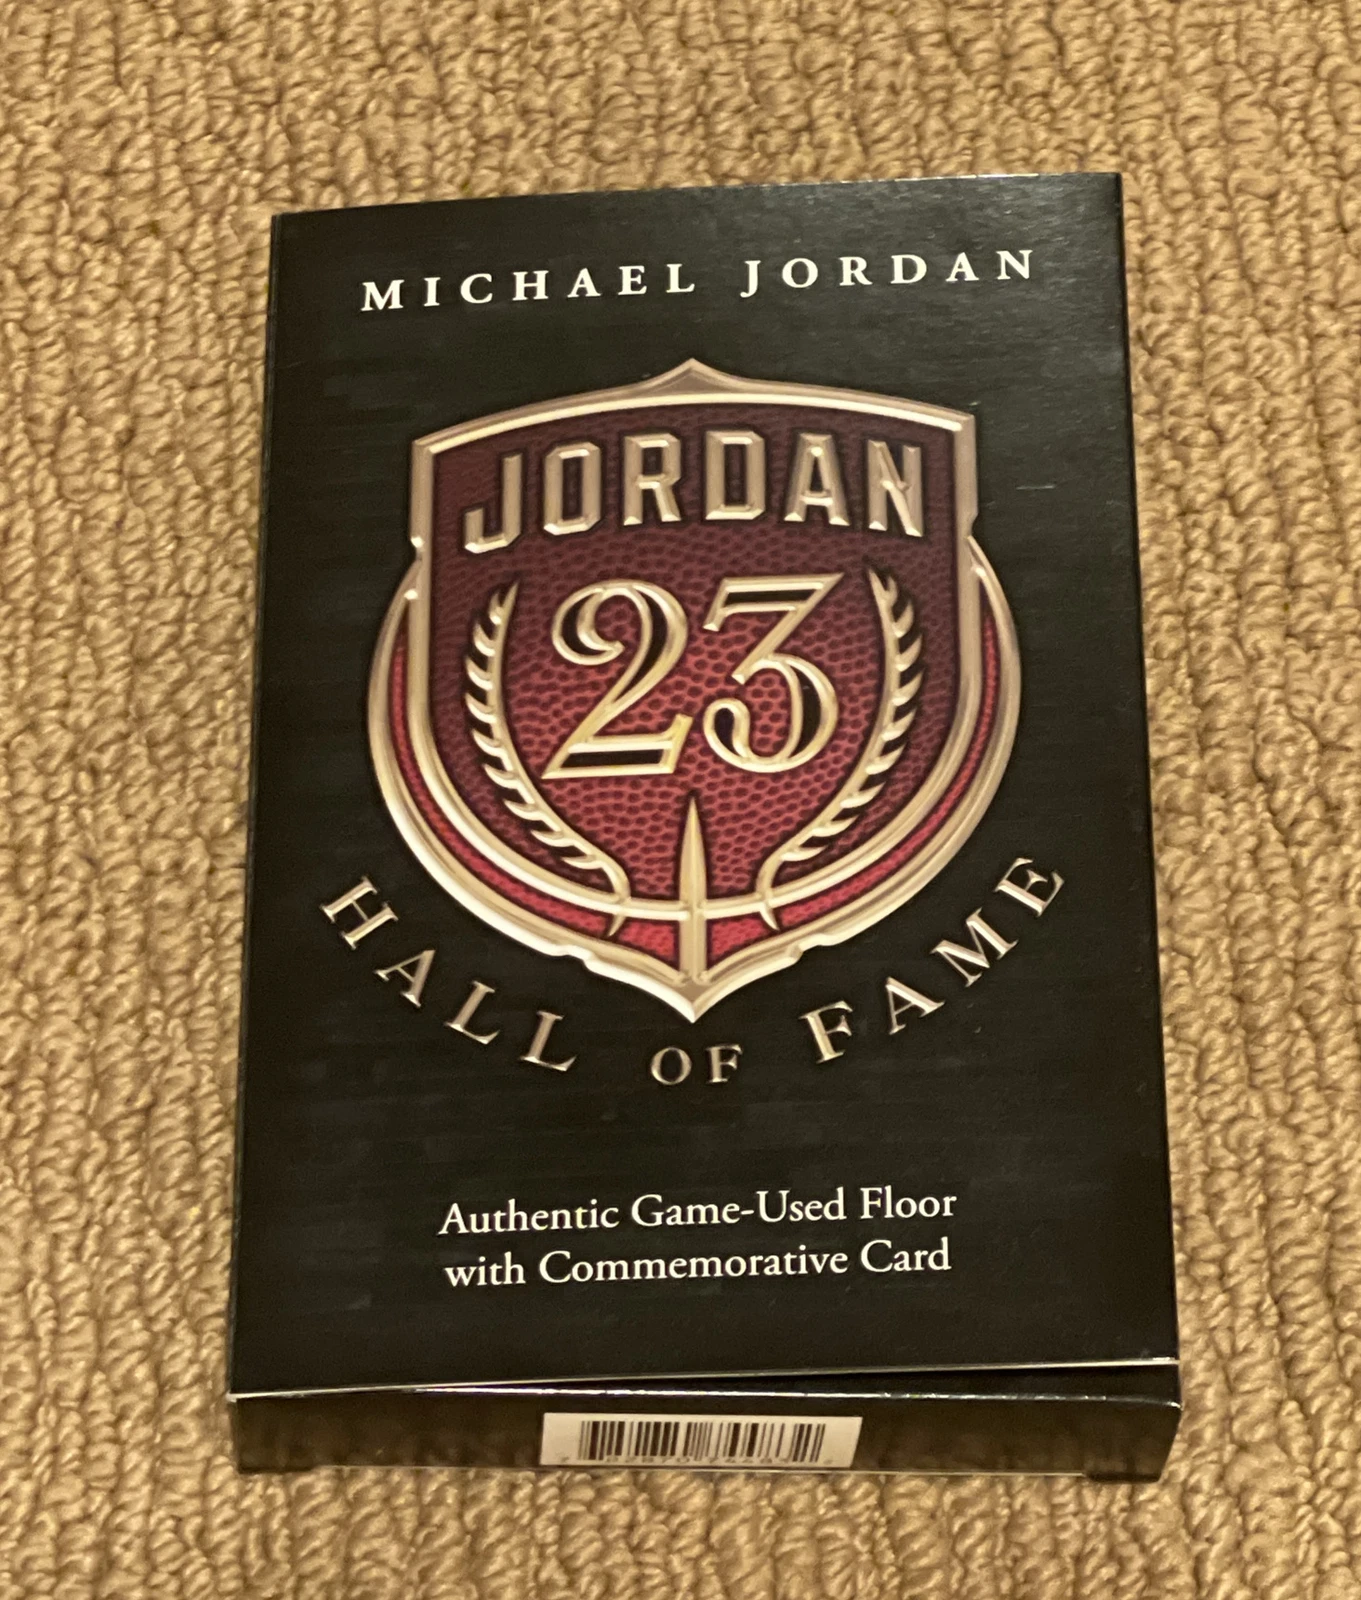 MICHAEL JORDAN
JORDAN
23
HALL OF FAME
Authentic Game-Used Floor
with Commemorative Card